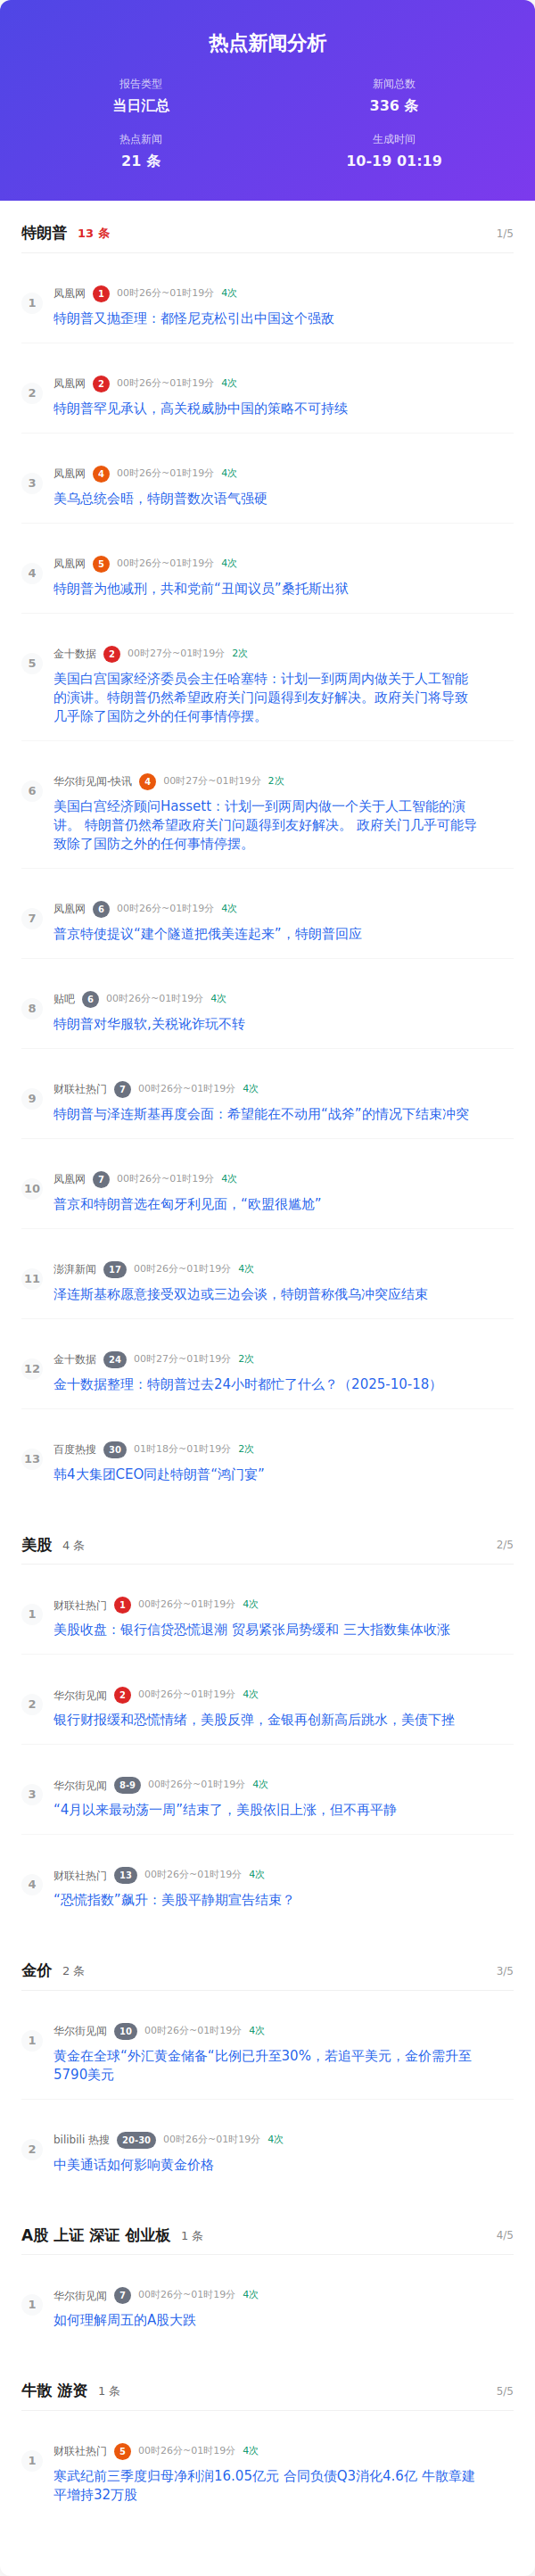 热点新闻分析
报告类型
新闻总数
当日汇总
336 条
热点新闻
生成时间
21 条
10-19 01:19
特朗普 13 条 1/5
1 凤凰网 1 00时26分~01时19分 4次
特朗普又抛歪理：都怪尼克松引出中国这个强敌
2 凤凰网 2 00时26分~01时19分 4次
特朗普罕见承认，高关税威胁中国的策略不可持续
3 凤凰网 4 00时26分~01时19分 4次
美乌总统会晤，特朗普数次语气强硬
4 凤凰网 5 00时26分~01时19分 4次
特朗普为他减刑，共和党前“丑闻议员”桑托斯出狱
5 金十数据 2 00时27分~01时19分 2次
美国白宫国家经济委员会主任哈塞特：计划一到两周内做关于人工智能
的演讲。特朗普仍然希望政府关门问题得到友好解决。政府关门将导致
几乎除了国防之外的任何事情停摆。
6 华尔街见闻-快讯 4 00时27分~01时19分 2次
美国白宫经济顾问Hassett：计划一到两周内做一个关于人工智能的演
讲。 特朗普仍然希望政府关门问题得到友好解决。 政府关门几乎可能导
致除了国防之外的任何事情停摆。
7 凤凰网 6 00时26分~01时19分 4次
普京特使提议“建个隧道把俄美连起来”，特朗普回应
8 贴吧 6 00时26分~01时19分 4次
特朗普对华服软,关税讹诈玩不转
9 财联社热门 7 00时26分~01时19分 4次
特朗普与泽连斯基再度会面：希望能在不动用“战斧”的情况下结束冲突
10 凤凰网 7 00时26分~01时19分 4次
普京和特朗普选在匈牙利见面，“欧盟很尴尬”
11 澎湃新闻 17 00时26分~01时19分 4次
泽连斯基称愿意接受双边或三边会谈，特朗普称俄乌冲突应结束
12 金十数据 24 00时27分~01时19分 2次
金十数据整理：特朗普过去24小时都忙了什么？（2025-10-18）
13 百度热搜 30 01时18分~01时19分 2次
韩4大集团CEO同赴特朗普“鸿门宴”
美股 4 条 2/5
1 财联社热门 1 00时26分~01时19分 4次
美股收盘：银行信贷恐慌退潮 贸易紧张局势缓和 三大指数集体收涨
2 华尔街见闻 2 00时26分~01时19分 4次
银行财报缓和恐慌情绪，美股反弹，金银再创新高后跳水，美债下挫
3 华尔街见闻 8-9 00时26分~01时19分 4次
“4月以来最动荡一周”结束了，美股依旧上涨，但不再平静
4 财联社热门 13 00时26分~01时19分 4次
“恐慌指数”飙升：美股平静期宣告结束？
金价 2 条 3/5
1 华尔街见闻 10 00时26分~01时19分 4次
黄金在全球“外汇黄金储备“比例已升至30%，若追平美元，金价需升至
5790美元
2 bilibili 热搜 20-30 00时26分~01时19分 4次
中美通话如何影响黄金价格
A股 上证 深证 创业板 1 条 4/5
1 华尔街见闻 7 00时26分~01时19分 4次
如何理解周五的A股大跌
牛散 游资 1 条 5/5
1 财联社热门 5 00时26分~01时19分 4次
寒武纪前三季度归母净利润16.05亿元 合同负债Q3消化4.6亿 牛散章建
平增持32万股